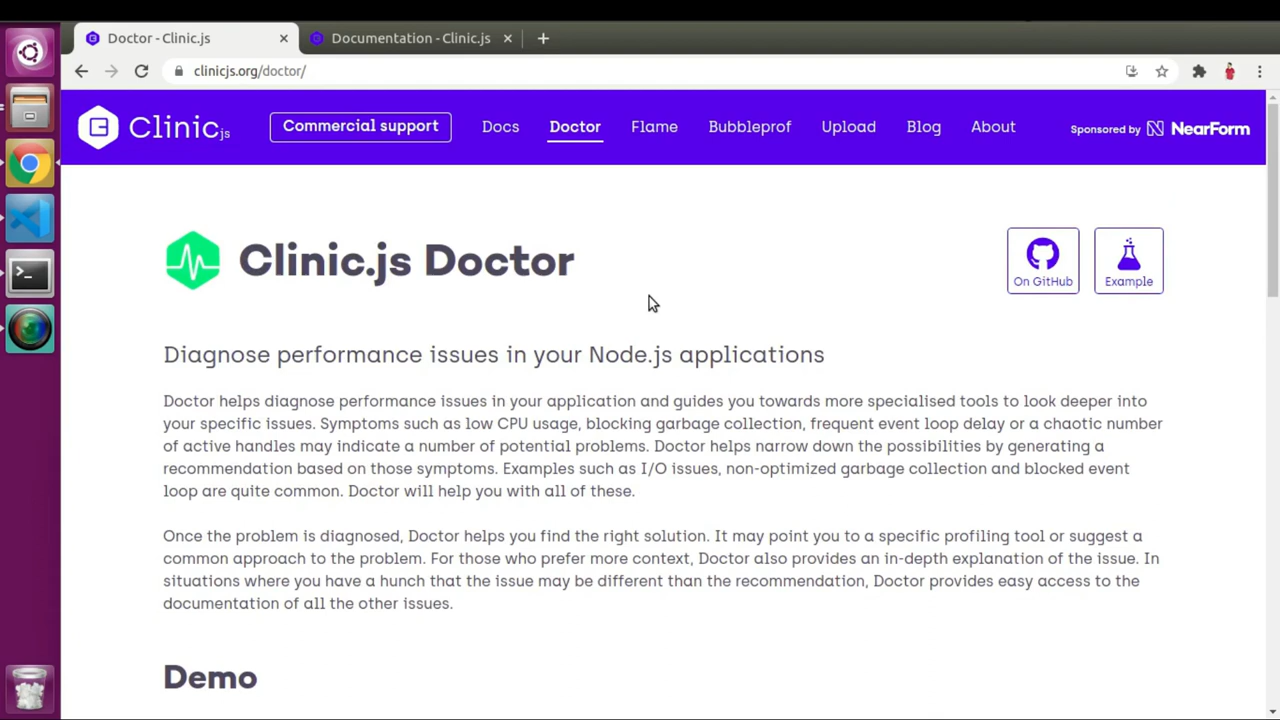 Doctor - Clinic.js
Documentation - Clinic.js
clinicjs.org/doctor/
Clinic.js
Commercial support
Docs
Doctor
Flame
Bubbleprof
Upload
Blog
About
Sponsored by NearForm
Clinic.js Doctor
On GitHub
Example
Diagnose performance issues in your Node.js applications
Doctor helps diagnose performance issues in your application and guides you towards more specialised tools to look deeper into
your specific issues. Symptoms such as low CPU usage, blocking garbage collection, frequent event loop delay or a chaotic number
of active handles may indicate a number of potential problems. Doctor helps narrow down the possibilities by generating a
recommendation based on those symptoms. Examples such as I/O issues, non-optimized garbage collection and blocked event
loop are quite common. Doctor will help you with all of these.
Once the problem is diagnosed, Doctor helps you find the right solution. It may point you to a specific profiling tool or suggest a
common approach to the problem. For those who prefer more context, Doctor also provides an in-depth explanation of the issue. In
situations where you have a hunch that the issue may be different than the recommendation, Doctor provides easy access to the
documentation of all the other issues.
Demo